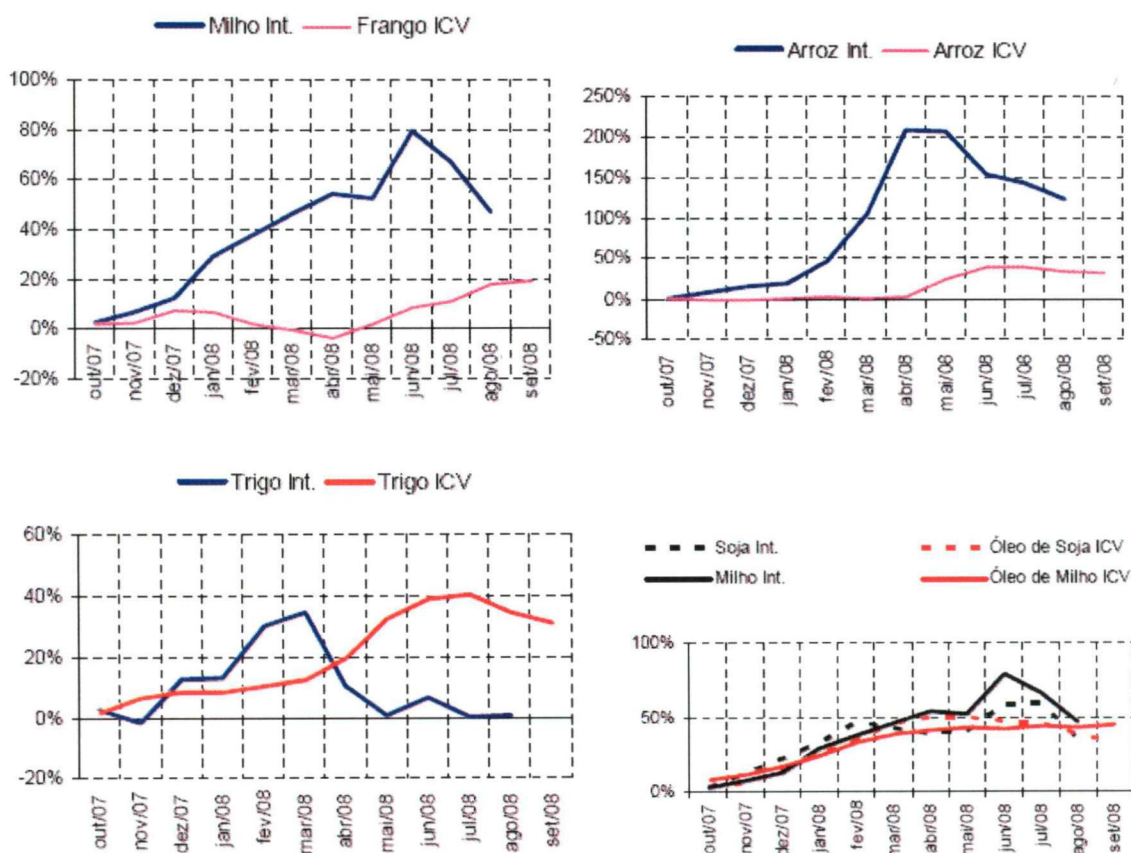 Milho Int. Frango ICV
100%
80%
60%
40%
20%
0%
-20%
out/07
nov/07
dez/07
jan/08
fev/08
mar/08
abr/08
mai/08
jun/08
jul/08
ago/08
set/08
Arroz Int. Arroz ICV
250%
200%
150%
100%
50%
0%
-50%
out/07
nov/07
dez/07
jan/08
fev/08
mar/08
abr/08
mai/08
jun/08
jul/08
ago/08
set/08
Trigo Int. Trigo ICV
60%
40%
20%
0%
-20%
out/07
nov/07
dez/07
jan/08
fev/08
mar/08
abr/08
mai/08
jun/08
jul/08
ago/08
set/08
Soja Int. Óleo de Soja ICV
Milho Int. Óleo de Milho ICV
100%
50%
0%
out/07
nov/07
dez/07
jan/08
fev/08
mar/08
abr/08
mai/08
jun/08
jul/08
ago/08
set/08